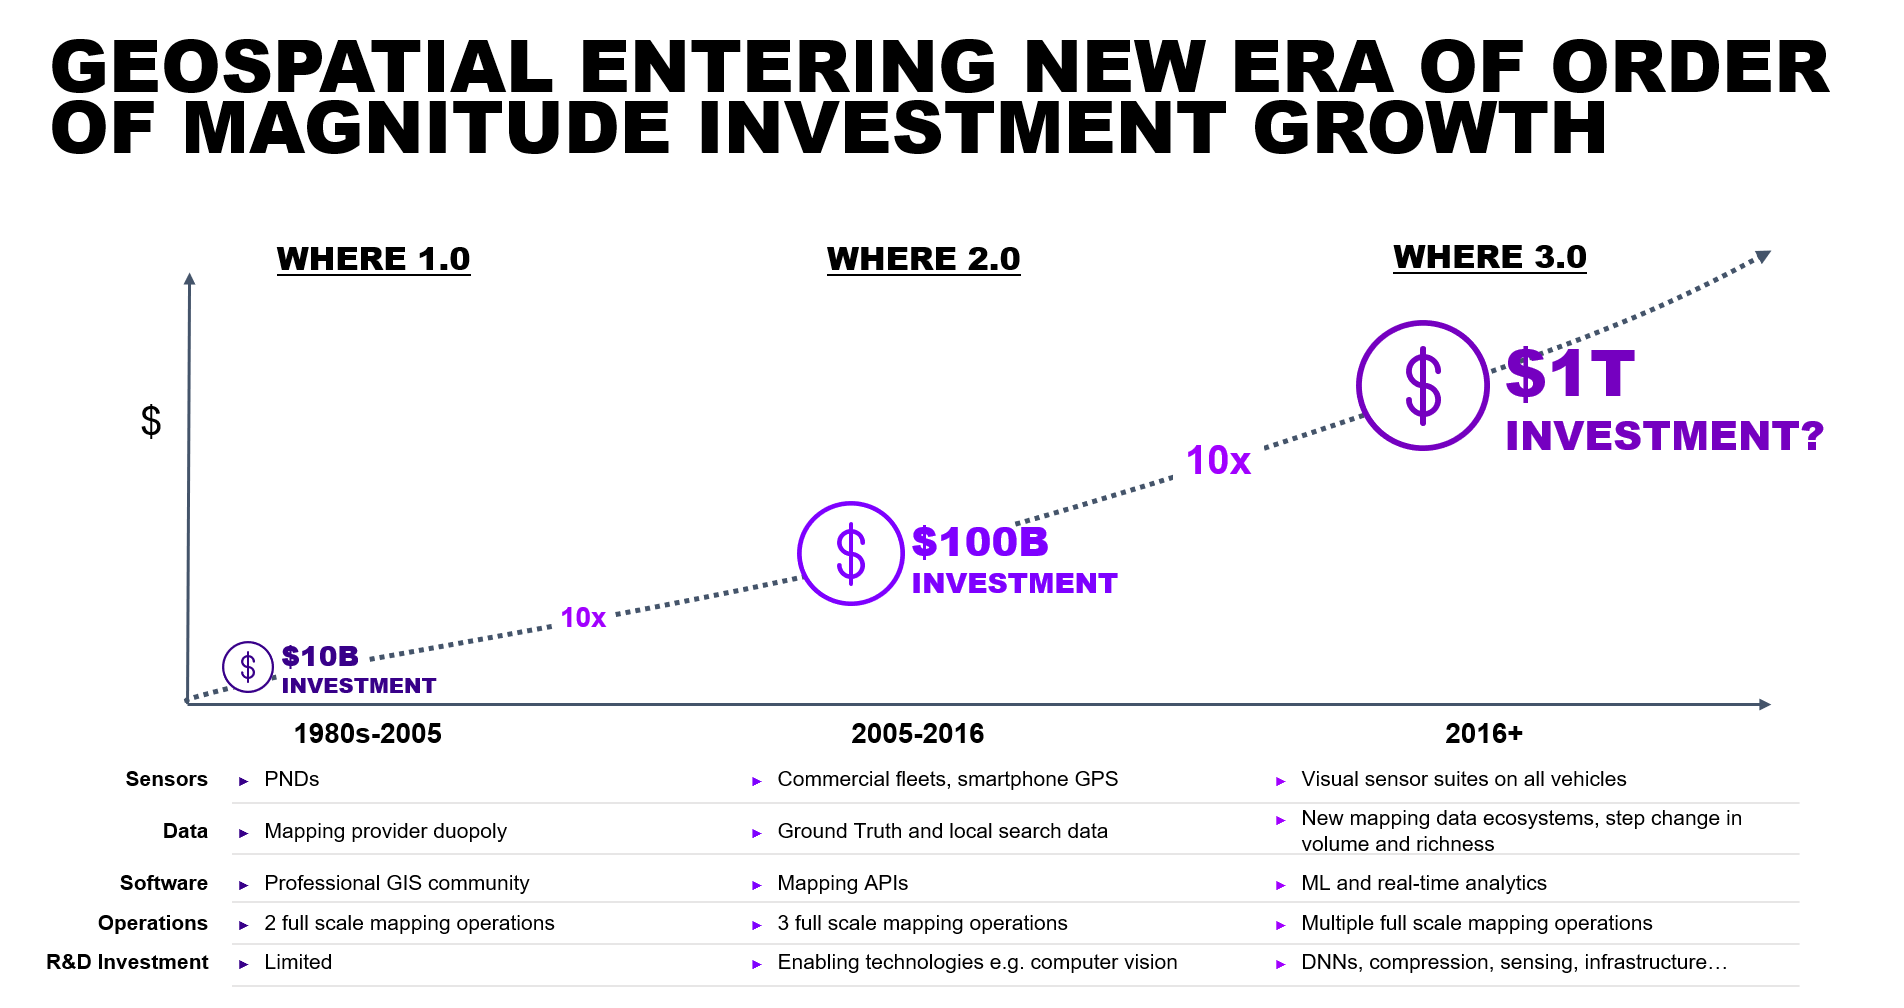 GEOSPATIAL ENTERING NEW ERA OF ORDER
OF MAGNITUDE INVESTMENT GROWTH
WHERE 1.0
WHERE 2.0
WHERE 3.0
$
$
$1T
INVESTMENT?
10x
$
$100B
INVESTMENT
10x
$
$10B
INVESTMENT
1980s-2005
2005-2016
2016+
Sensors
PNDs
Commercial fleets, smartphone GPS
Visual sensor suites on all vehicles
Data
Mapping provider duopoly
Ground Truth and local search data
New mapping data ecosystems, step change in
volume and richness
Software
Professional GIS community
Mapping APIs
ML and real-time analytics
Operations
2 full scale mapping operations
3 full scale mapping operations
Multiple full scale mapping operations
R&D Investment
Limited
Enabling technologies e.g. computer vision
DNNs, compression, sensing, infrastructure…